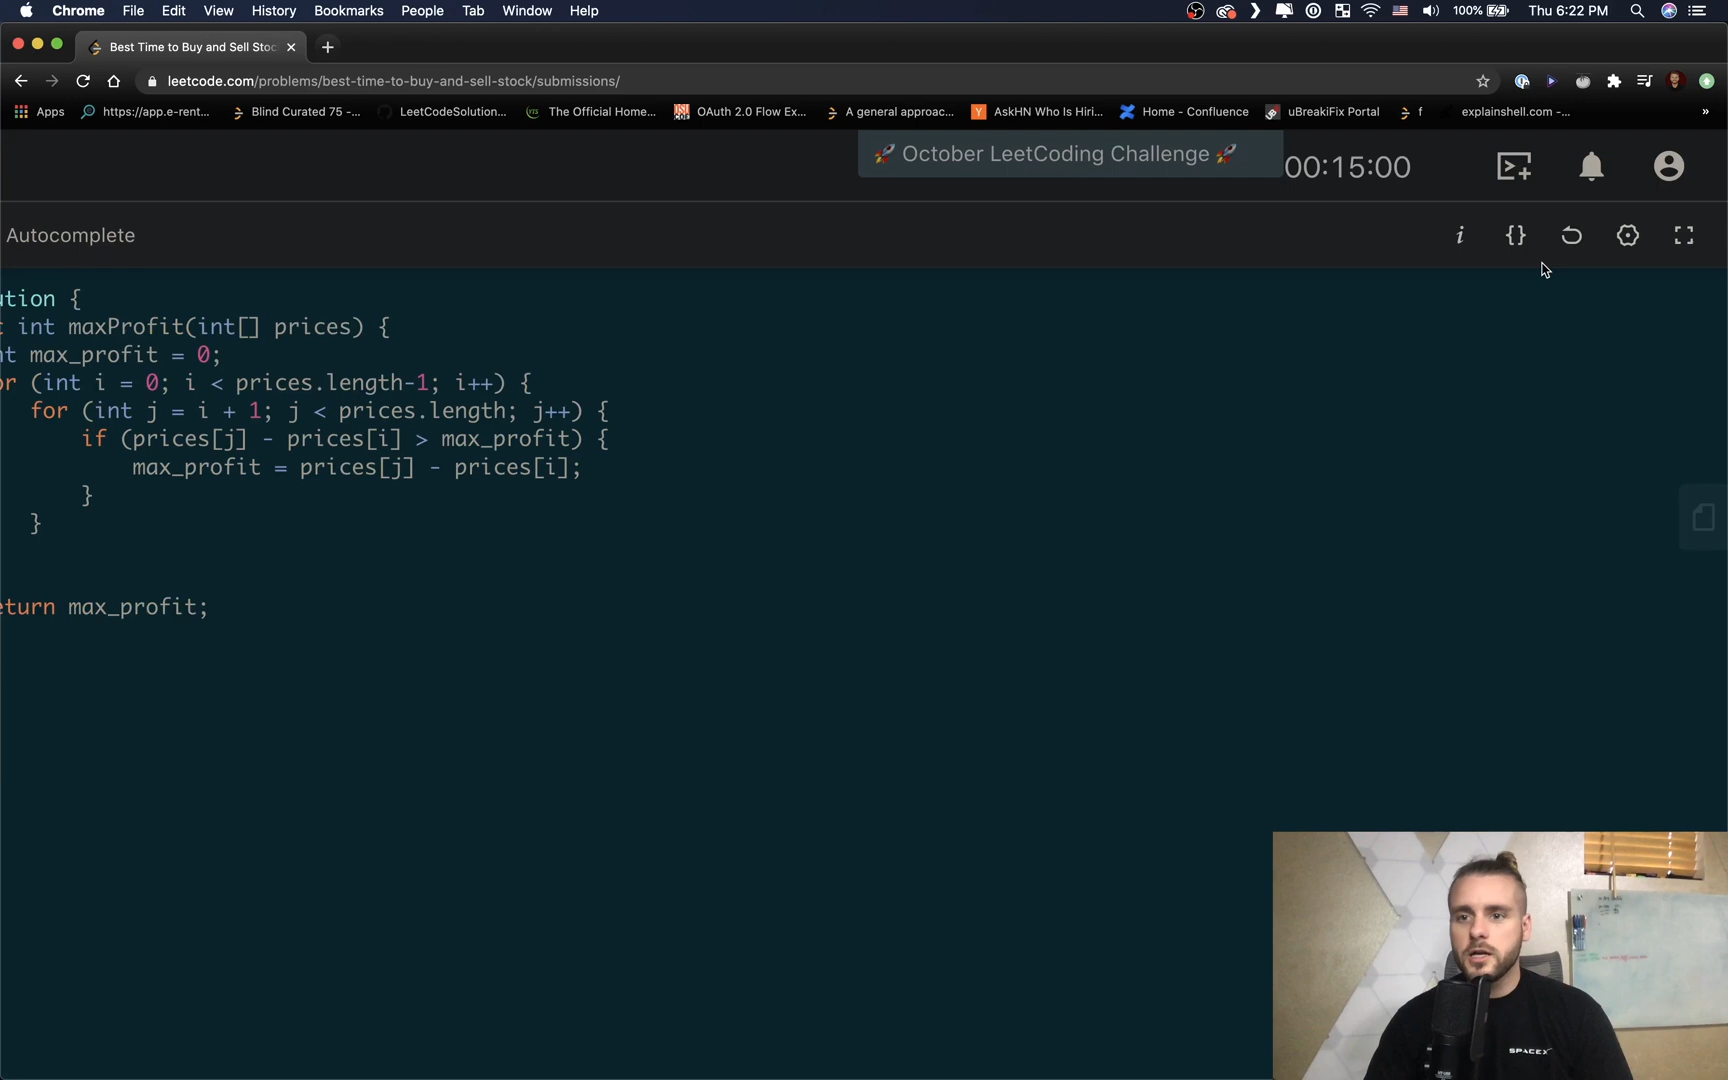 Chrome File Edit View History Bookmarks People Tab Window Help 100% Thu 6:22 PM
Best Time to Buy and Sell Stoc
leetcode.com/problems/best-time-to-buy-and-sell-stock/submissions/
Apps https://app.e-rent... Blind Curated 75 -... LeetCodeSolution... The Official Home... OAuth 2.0 Flow Ex... A general approac... AskHN Who Is Hiri... Home - Confluence uBreakiFix Portal f explainshell.com -... »
October LeetCoding Challenge 00:15:00
Autocomplete i {}
ution {
int maxProfit(int[] prices) {
nt max_profit = 0;
or (int i = 0; i < prices.length-1; i++) {
for (int j = i + 1; j < prices.length; j++) {
if (prices[j] - prices[i] > max_profit) {
max_profit = prices[j] - prices[i];
}
}
eturn max_profit;
SPACEX